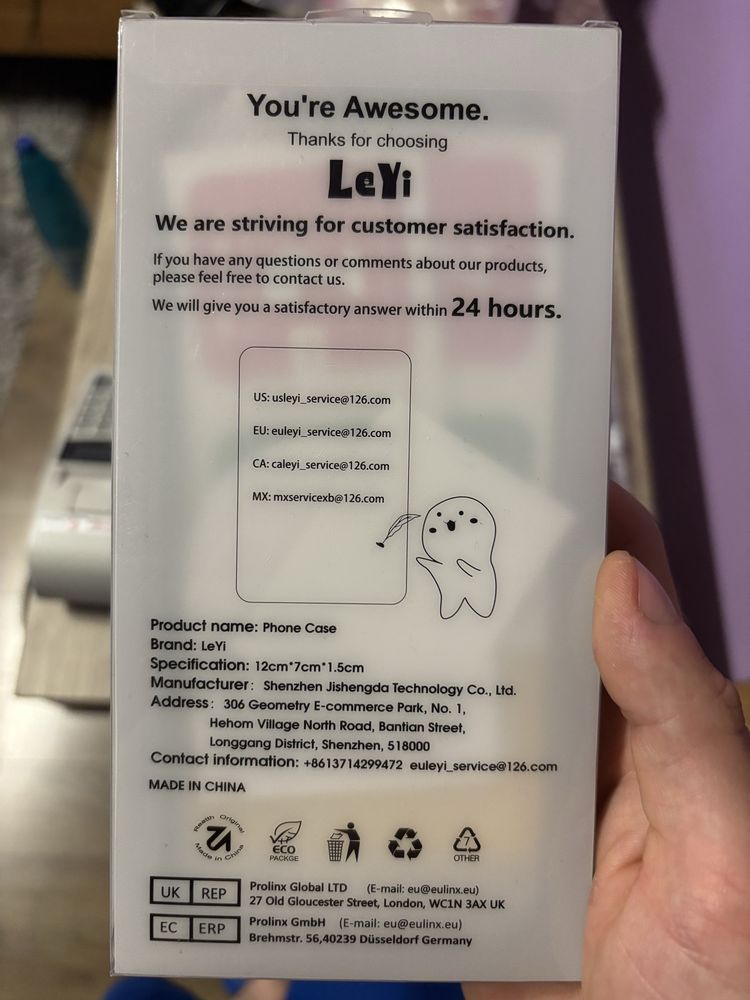 You're Awesome.
Thanks for choosing
LeYi
We are striving for customer satisfaction.
If you have any questions or comments about our products,
please feel free to contact us.
We will give you a satisfactory answer within 24 hours.
US: usleyi_service@126.com
EU: euleyi_service@126.com
CA: caleyi_service@126.com
MX: mxservicexb@126.com
Product name: Phone Case
Brand: LeYi
Specification: 12cm*7cm*1.5cm
Manufacturer: Shenzhen Jishengda Technology Co., Ltd.
Address: 306 Geometry E-commerce Park, No. 1,
Hehom Village North Road, Bantian Street,
Longgang District, Shenzhen, 518000
Contact information: +8613714299472 euleyi_service@126.com
MADE IN CHINA
Realth Original
Made in China
ECO
PACKGE
7
OTHER
UK REP
Prolinx Global LTD (E-mail: eu@eulinx.eu)
27 Old Gloucester Street, London, WC1N 3AX UK
EC ERP
Prolinx GmbH (E-mail: eu@eulinx.eu)
Brehmstr. 56,40239 Düsseldorf Germany